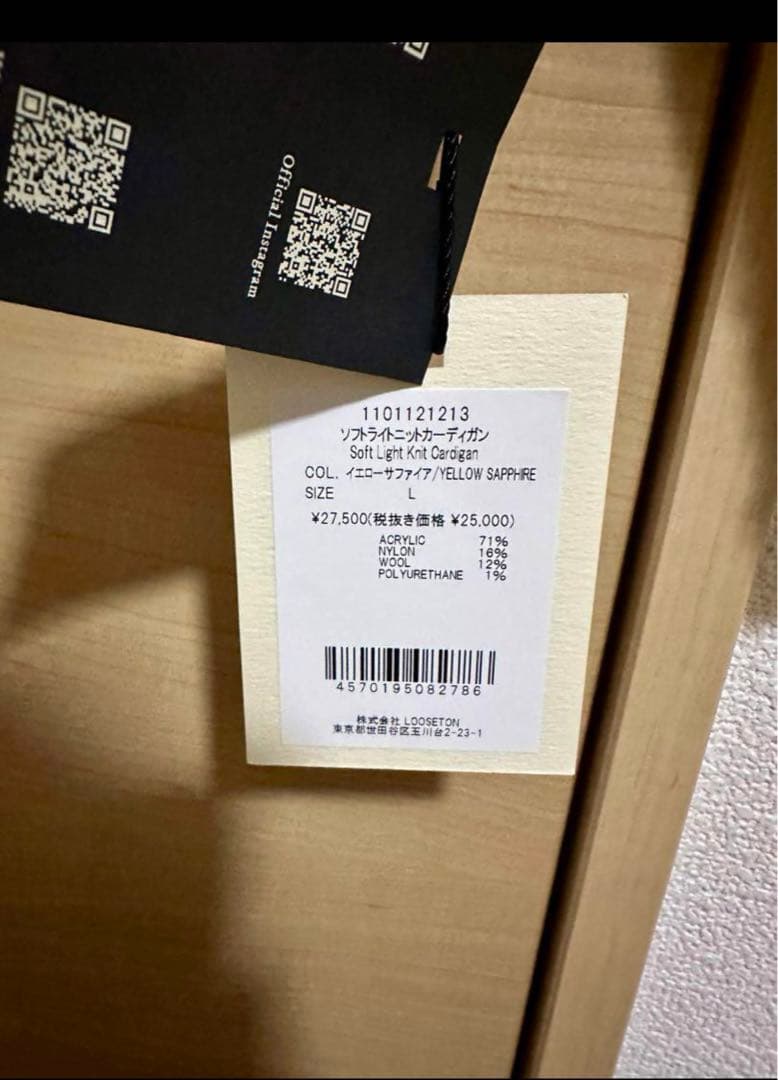 Official Instagram
1101121213
ソフトライトニットカーディガン
Soft Light Knit Cardigan
COL. イエローサファイア/YELLOW SAPPHIRE
SIZE L
¥27,500(税抜き価格 ¥25,000)
ACRYLIC 71%
NYLON 16%
WOOL 12%
POLYURETHANE 1%
4570195082786
株式会社 LOOSETON
東京都世田谷区玉川台2-23-1